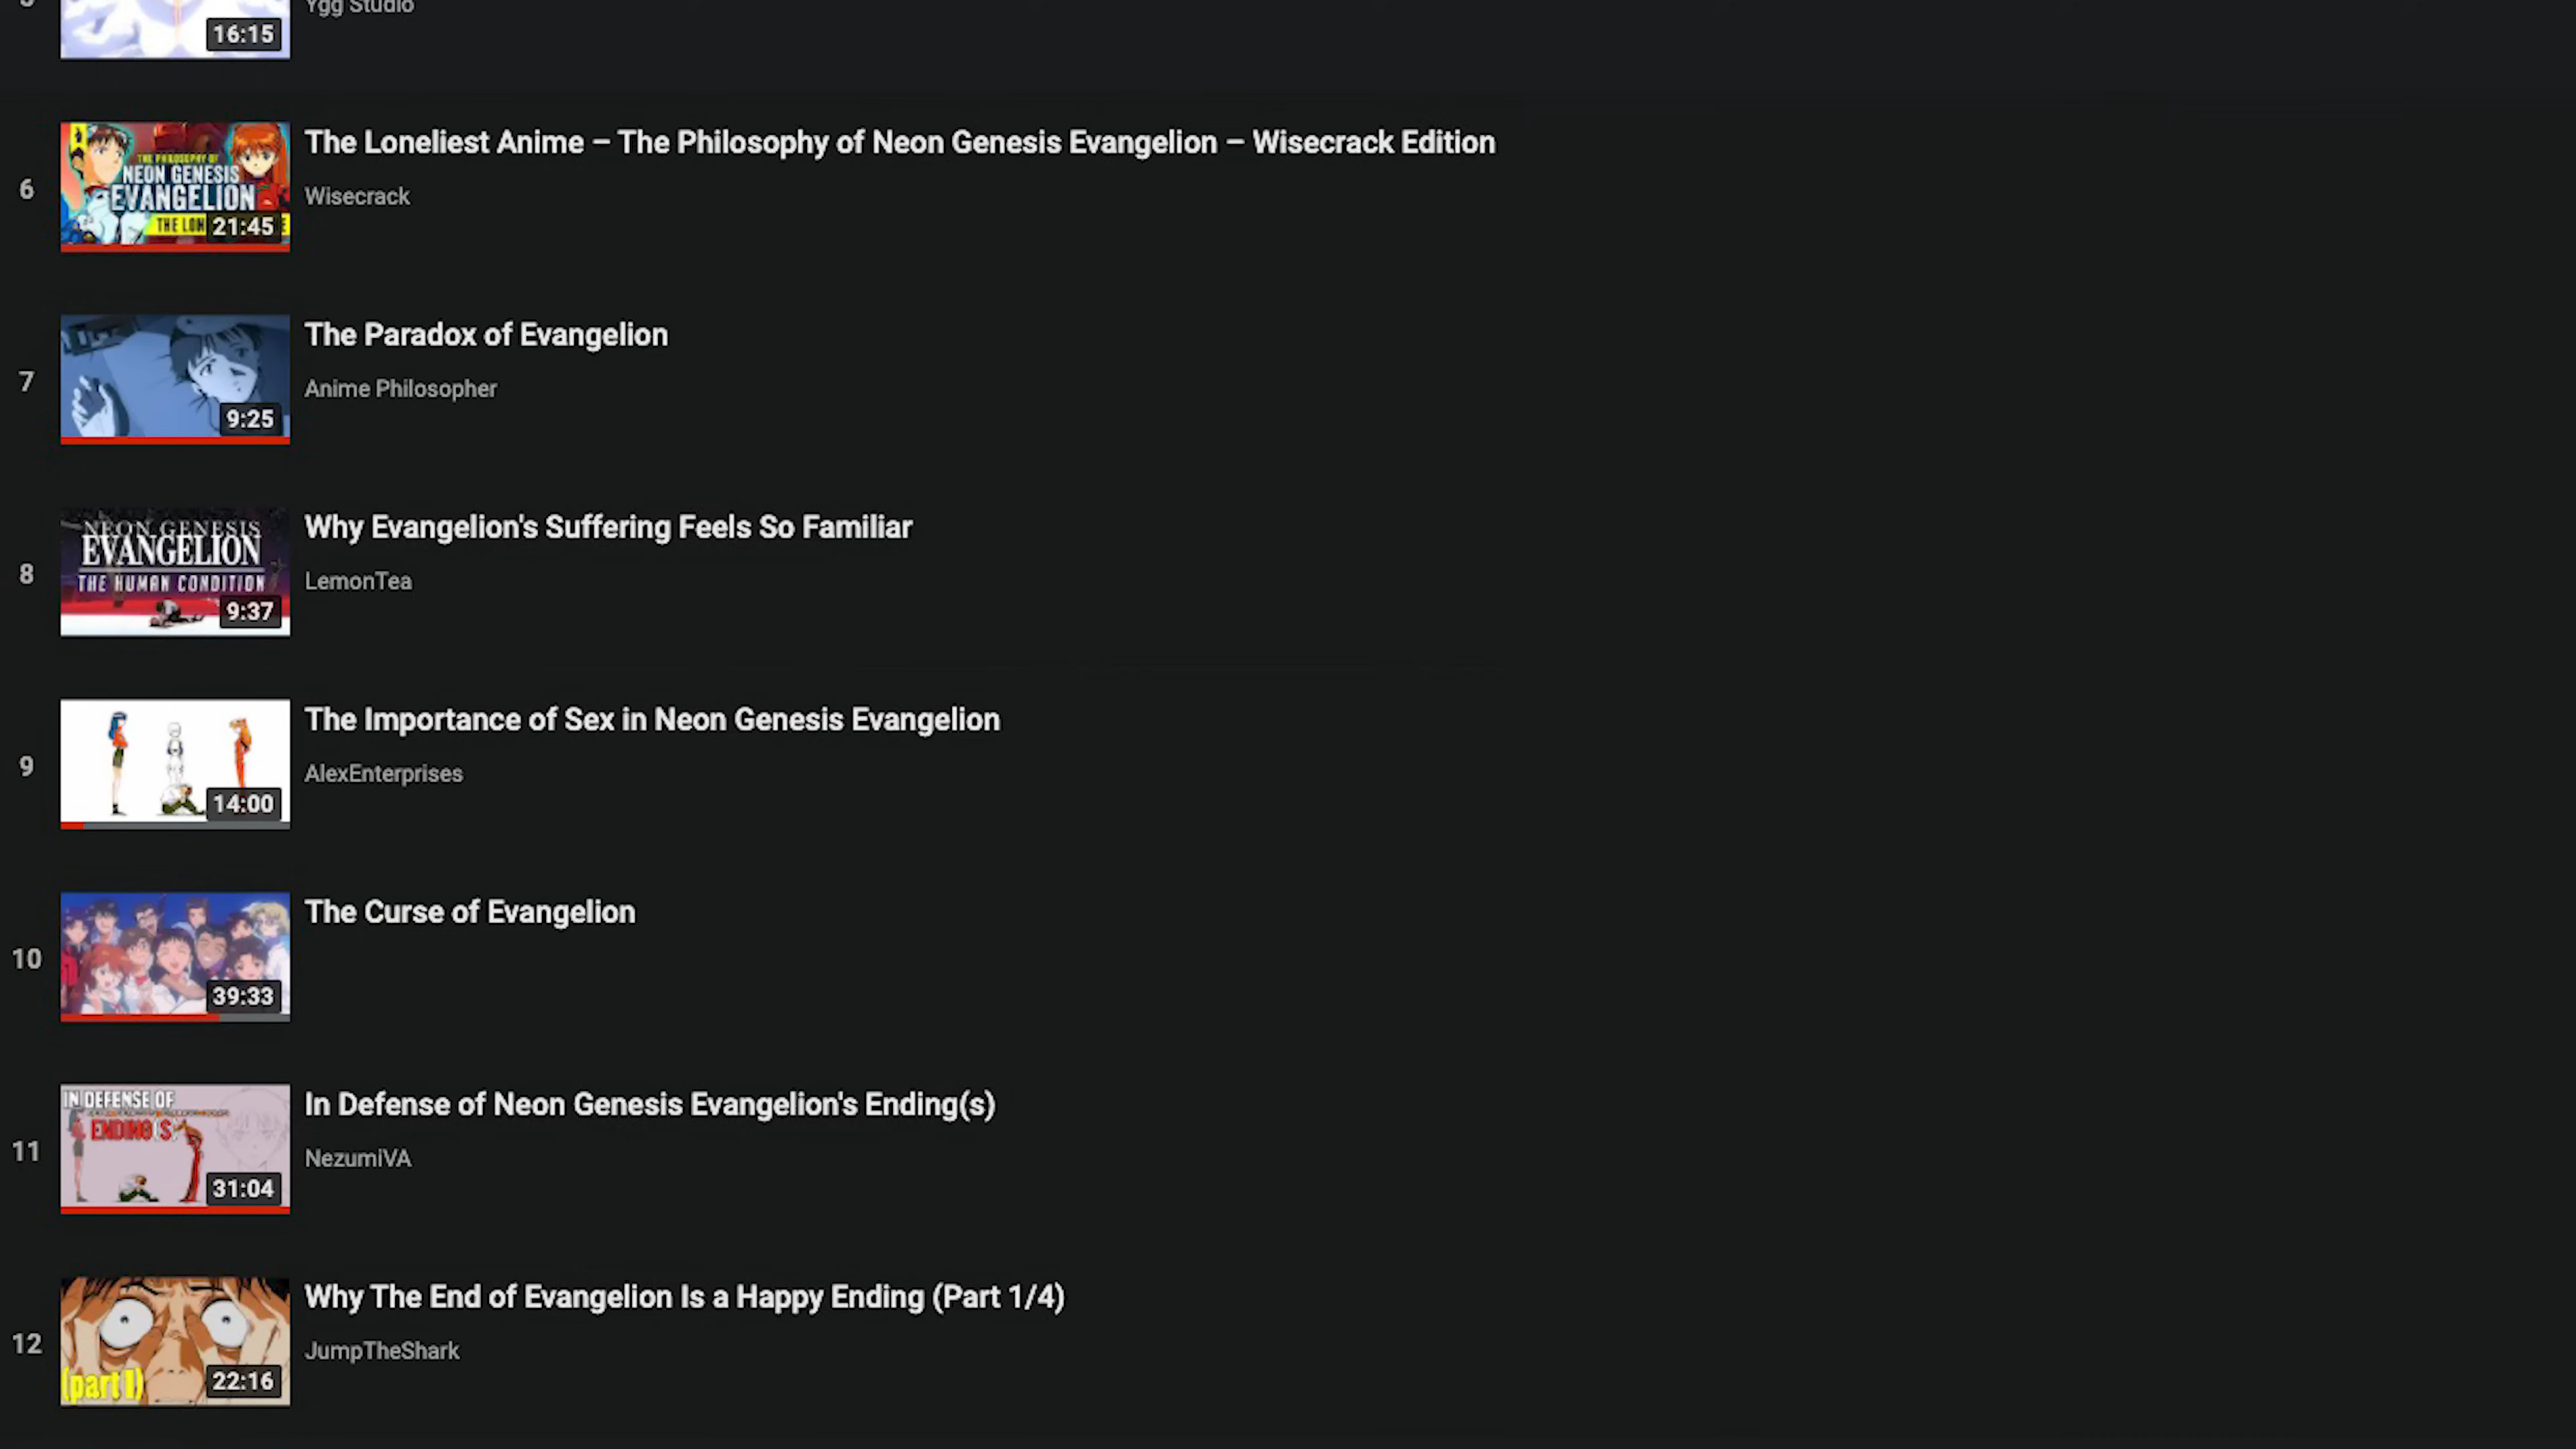 Ygg Studio
16:15
6
THE PHILOSOPHY OF
NEON GENESIS
EVANGELION
THE LON
21:45
The Loneliest Anime – The Philosophy of Neon Genesis Evangelion – Wisecrack Edition
Wisecrack
7
9:25
The Paradox of Evangelion
Anime Philosopher
8
NEON GENESIS
EVANGELION
THE HUMAN CONDITION
9:37
Why Evangelion's Suffering Feels So Familiar
LemonTea
9
14:00
The Importance of Sex in Neon Genesis Evangelion
AlexEnterprises
10
39:33
The Curse of Evangelion
11
IN DEFENSE OF
ENDING(S)
31:04
In Defense of Neon Genesis Evangelion's Ending(s)
NezumiVA
12
(part 1)
22:16
Why The End of Evangelion Is a Happy Ending (Part 1/4)
JumpTheShark